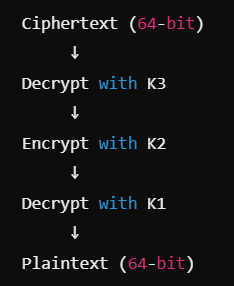 Ciphertext (64-bit)
↓
Decrypt with K3
↓
Encrypt with K2
↓
Decrypt with K1
↓
Plaintext (64-bit)